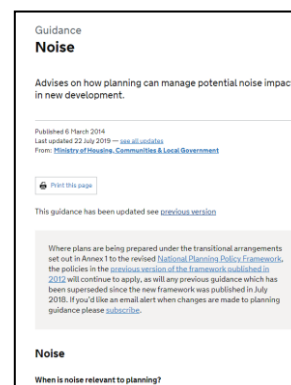 Guidance
Noise
Advises on how planning can manage potential noise impac
in new development.
Published 6 March 2014
Last updated 22 July 2019 — see all updates
From: Ministry of Housing, Communities & Local Government
Print this page
This guidance has been updated see previous version
Where plans are being prepared under the transitional arrangements
set out in Annex 1 to the revised National Planning Policy Framework,
the policies in the previous version of the framework published in
2012 will continue to apply, as will any previous guidance which has
been superseded since the new framework was published in July
2018. If you'd like an email alert when changes are made to planning
guidance please subscribe.
Noise
When is noise relevant to planning?